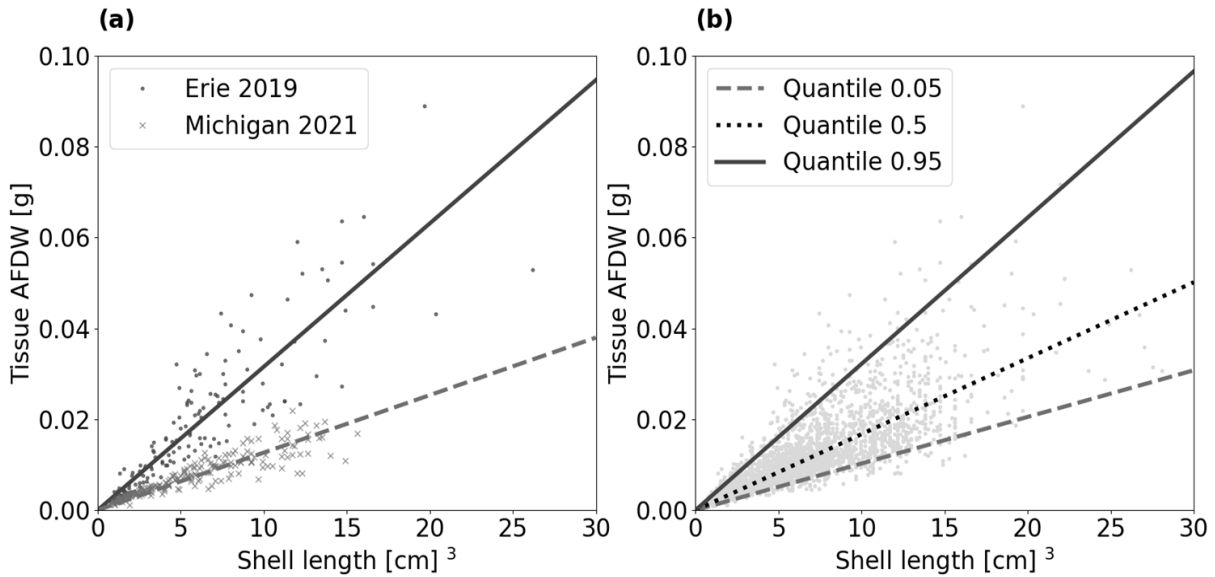 (a)
Tissue AFDW [g]
0.10
0.08
0.06
0.04
0.02
0.00
Erie 2019
Michigan 2021
0 5 10 15 20 25 30
Shell length [cm] ³
(b)
Tissue AFDW [g]
0.10
0.08
0.06
0.04
0.02
0.00
Quantile 0.05
Quantile 0.5
Quantile 0.95
0 5 10 15 20 25 30
Shell length [cm] ³